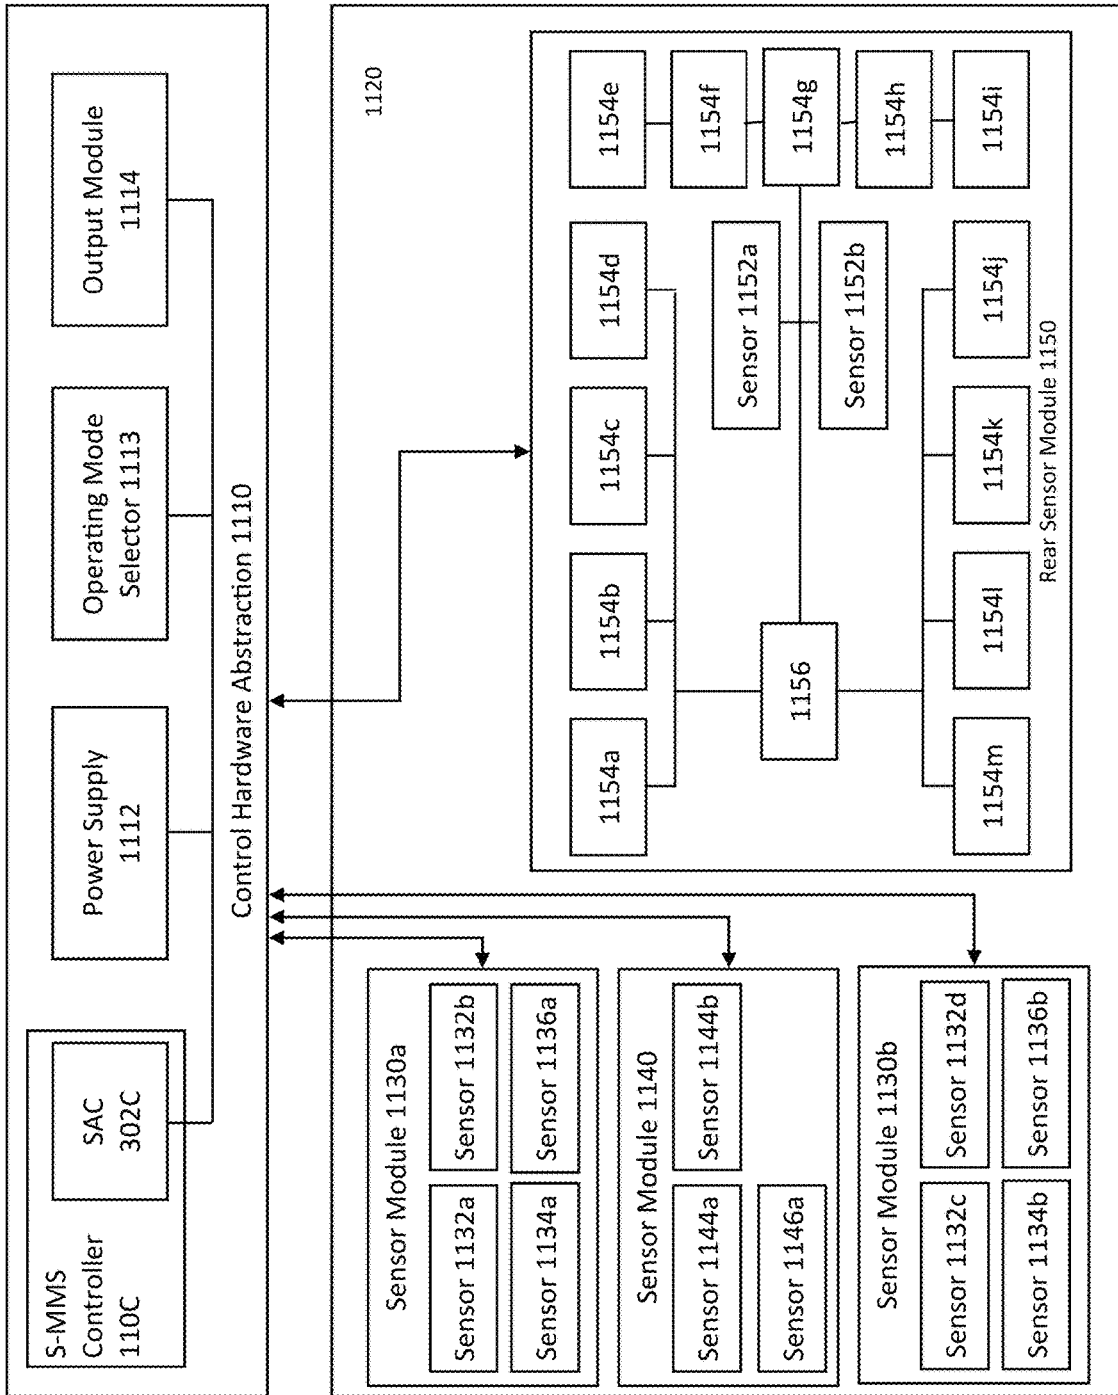 S-MMS
Controller
110C
SAC
302C
Power Supply
1112
Operating Mode
Selector 1113
Output Module
1114
Control Hardware Abstraction 1110
1120
Sensor Module 1130a
Sensor 1132a
Sensor 1132b
Sensor 1134a
Sensor 1136a
Sensor Module 1140
Sensor 1144a
Sensor 1144b
Sensor 1146a
Sensor Module 1130b
Sensor 1132c
Sensor 1132d
Sensor 1134b
Sensor 1136b
1154a
1154b
1154c
1154d
1154e
1154f
1154g
1154h
1154i
1156
Sensor 1152a
Sensor 1152b
1154m
1154l
1154k
1154j
Rear Sensor Module 1150